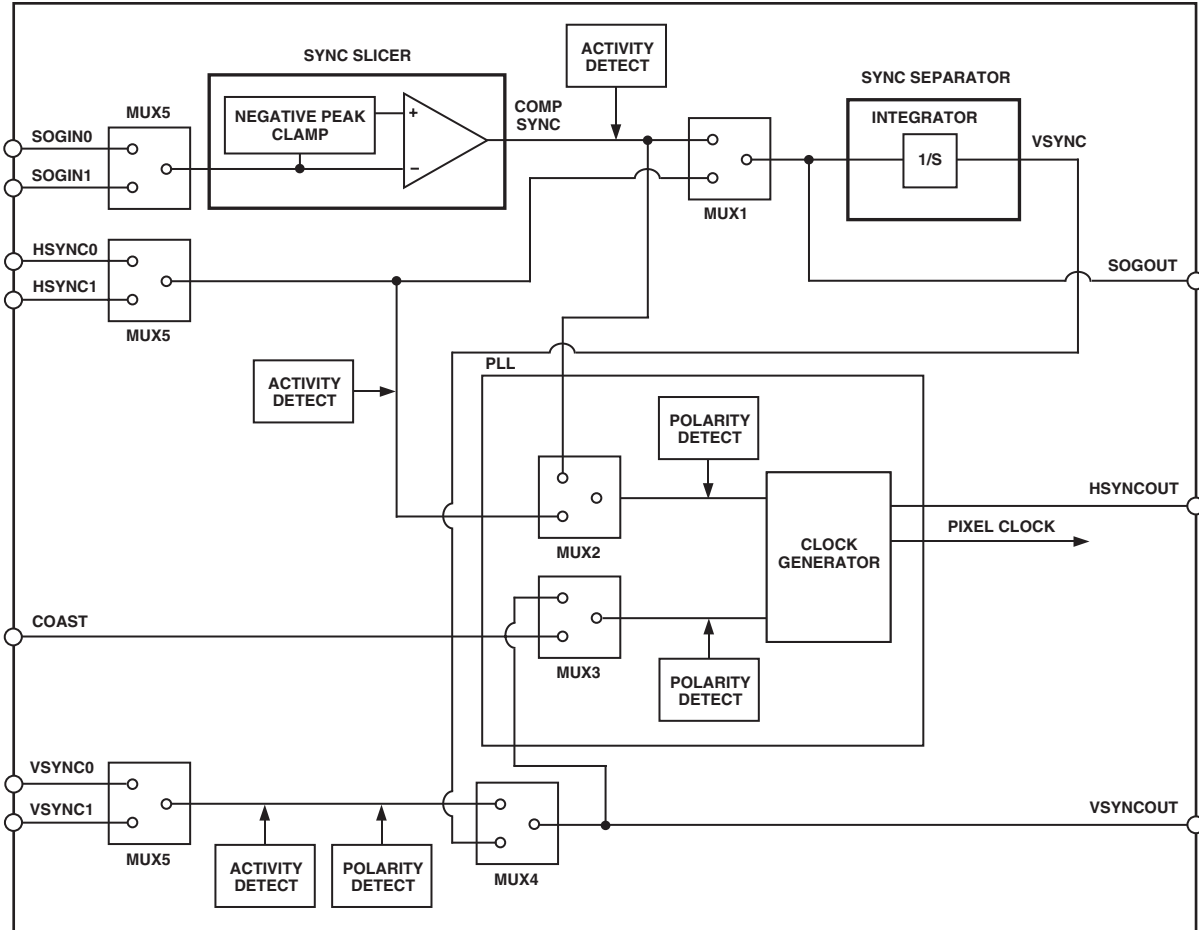 SYNC SLICER
ACTIVITY
DETECT
SYNC SEPARATOR
MUX5
NEGATIVE PEAK
CLAMP
+
−
COMP
SYNC
INTEGRATOR
1/S
VSYNC
SOGIN0
SOGIN1
MUX1
HSYNC0
HSYNC1
MUX5
SOGOUT
PLL
ACTIVITY
DETECT
POLARITY
DETECT
MUX2
CLOCK
GENERATOR
HSYNCOUT
PIXEL CLOCK
COAST
MUX3
POLARITY
DETECT
VSYNC0
VSYNC1
MUX5
ACTIVITY
DETECT
POLARITY
DETECT
MUX4
VSYNCOUT